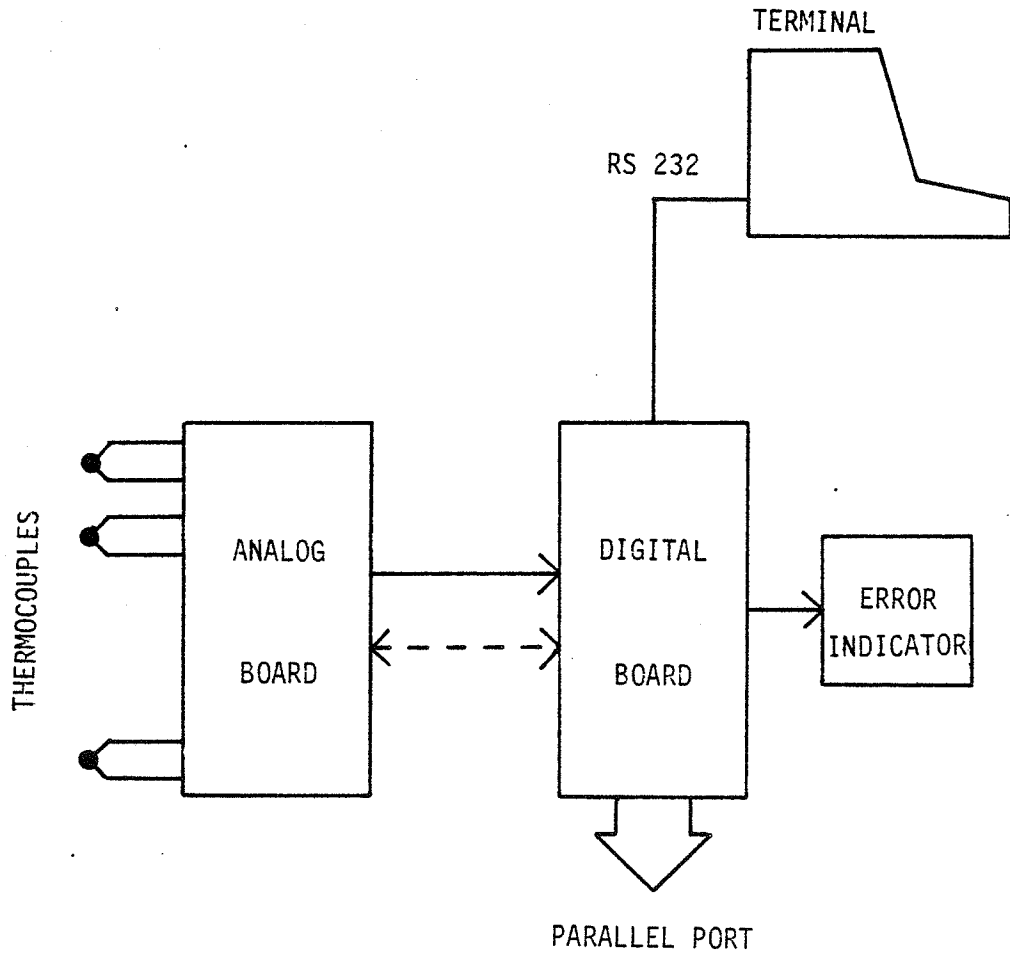 TERMINAL
RS 232
THERMOCOUPLES
ANALOG
BOARD
DIGITAL
BOARD
ERROR
INDICATOR
PARALLEL PORT